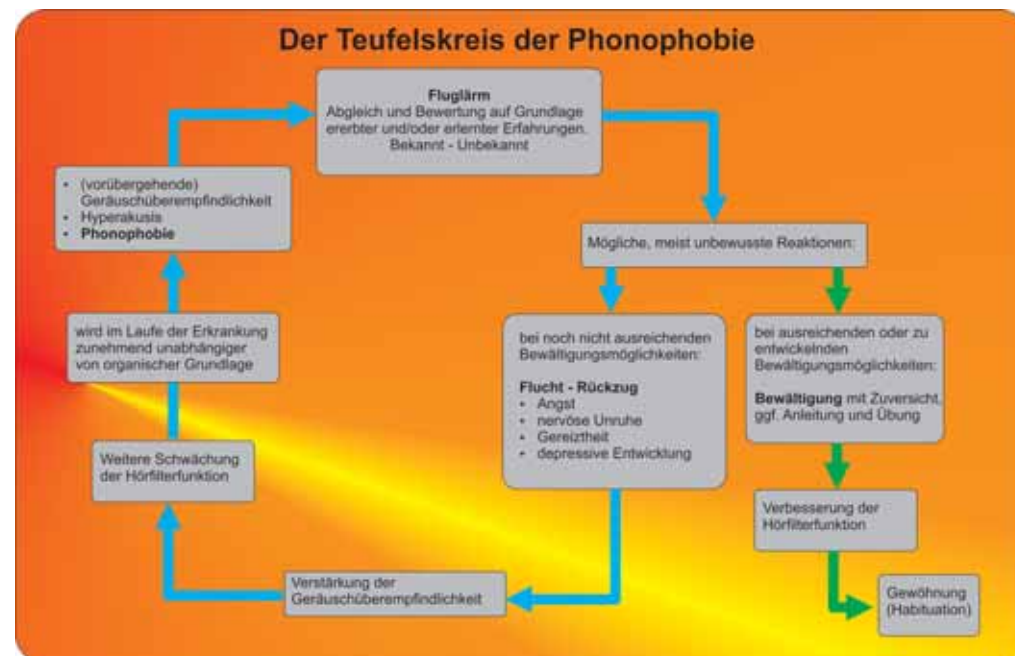 Der Teufelskreis der Phonophobie
Fluglärm
Abgleich und Bewertung auf Grundlage
ererbter und/oder erlernter Erfahrungen.
Bekannt - Unbekannt
• (vorübergehende)
Geräuschüberempfindlichkeit
• Hyperakusis
• Phonophobie
Mögliche, meist unbewusste Reaktionen:
wird im Laufe der Erkrankung
zunehmend unabhängiger
von organischer Grundlage
bei noch nicht ausreichenden
Bewältigungsmöglichkeiten:
Flucht - Rückzug
• Angst
• nervöse Unruhe
• Gereiztheit
• depressive Entwicklung
bei ausreichenden oder zu
entwickelnden
Bewältigungsmöglichkeiten:
Bewältigung mit Zuversicht,
ggf. Anleitung und Übung
Weitere Schwächung
der Hörfilterfunktion
Verbesserung der
Hörfilterfunktion
Verstärkung der
Geräuschüberempfindlichkeit
Gewöhnung
(Habituation)